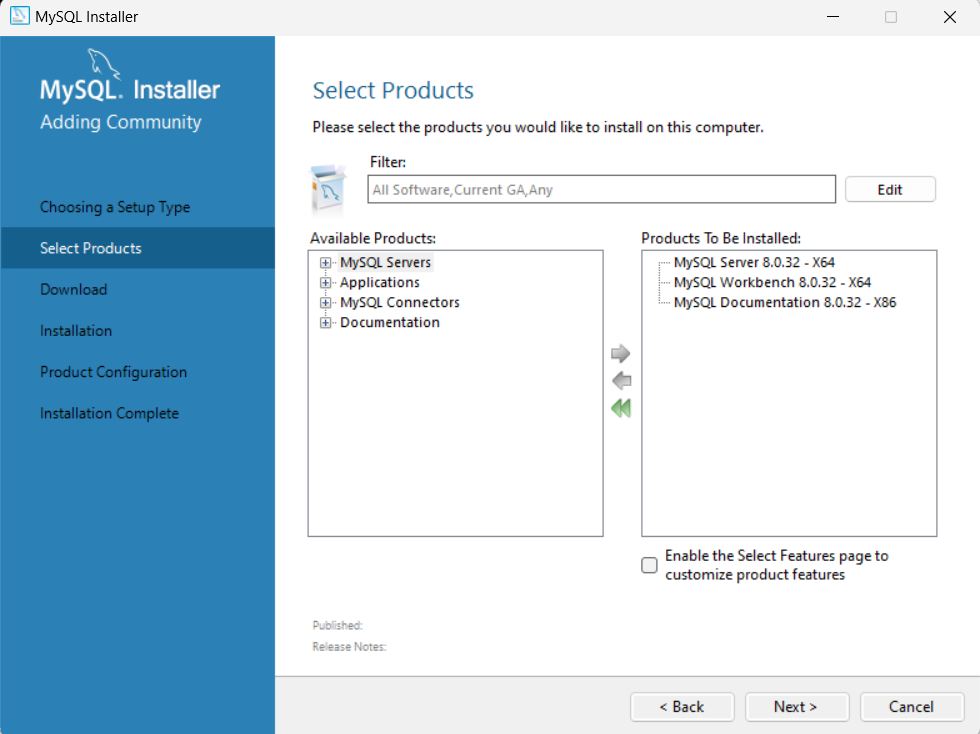 MySQL Installer
MySQL. Installer
Adding Community
Choosing a Setup Type
Select Products
Download
Installation
Product Configuration
Installation Complete
Select Products
Please select the products you would like to install on this computer.
Filter:
All Software,Current GA,Any
Edit
Available Products:
MySQL Servers
Applications
MySQL Connectors
Documentation
Products To Be Installed:
MySQL Server 8.0.32 - X64
MySQL Workbench 8.0.32 - X64
MySQL Documentation 8.0.32 - X86
Enable the Select Features page to
customize product features
Published:
Release Notes:
< Back
Next >
Cancel